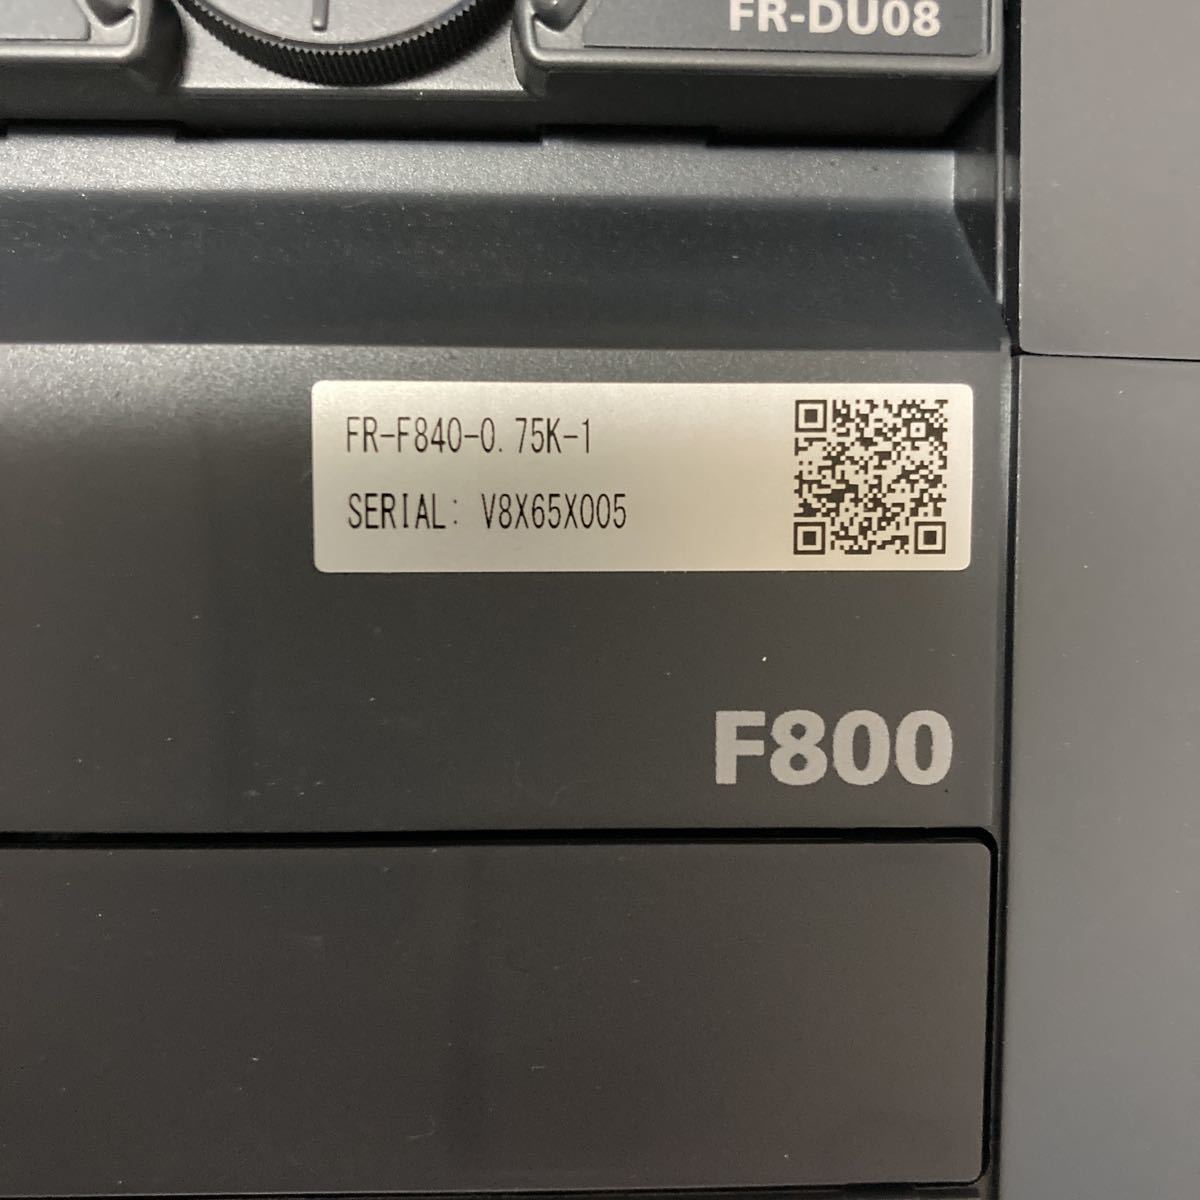 FR-DU08
FR-F840-0.75K-1
SERIAL: V8X65X005
F800